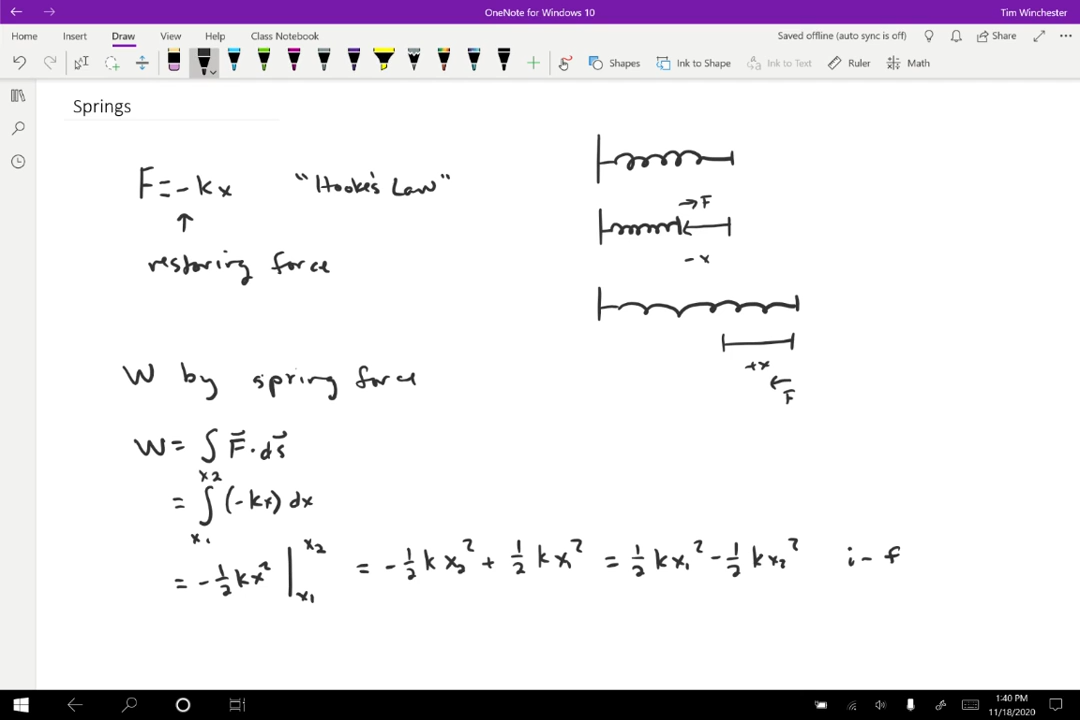 OneNote for Windows 10
Tim Winchester
Home Insert Draw View Help Class Notebook
Saved offline (auto sync is off) Share
Shapes Ink to Shape Ink to Text Ruler Math
Springs
F = -kx "Hooke's Law"
↑
restoring force
→ F
-x
+x
← F
W by spring force
W = ∫ F⃗ · ds⃗
= ∫_{x1}^{x2} (-kx) dx
= -½kx² |_{x1}^{x2} = -½kx₂² + ½kx₁² = ½kx₁² - ½kx₂² i - f
1:40 PM
11/18/2020